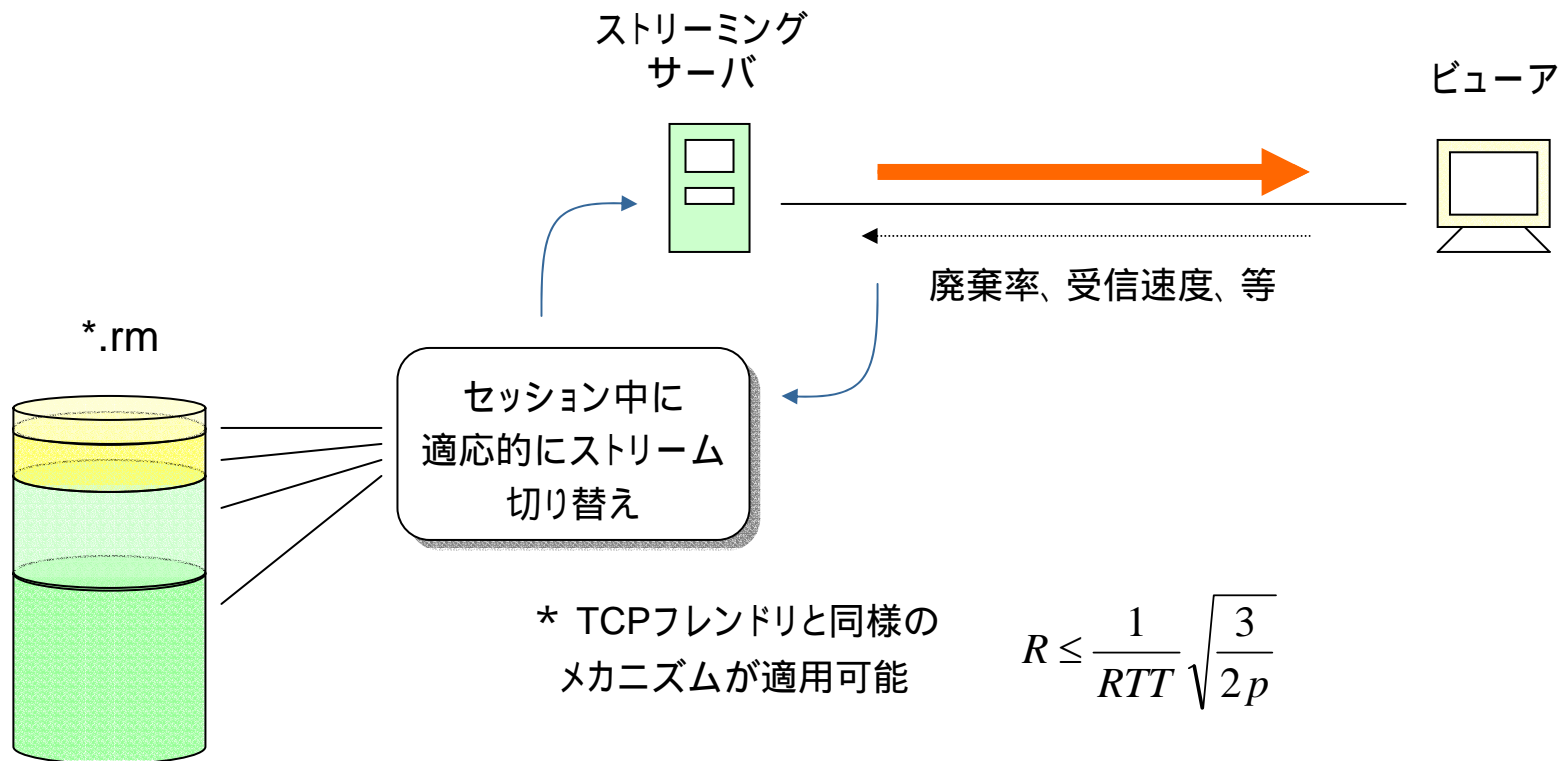 ストリーミング
サーバ
ビューア
廃棄率、受信速度、等
*.rm
セッション中に
適応的にストリーム
切り替え
* TCPフレンドリと同様の
メカニズムが適用可能
R ≤ \frac{1}{RTT} \sqrt{\frac{3}{2p}}